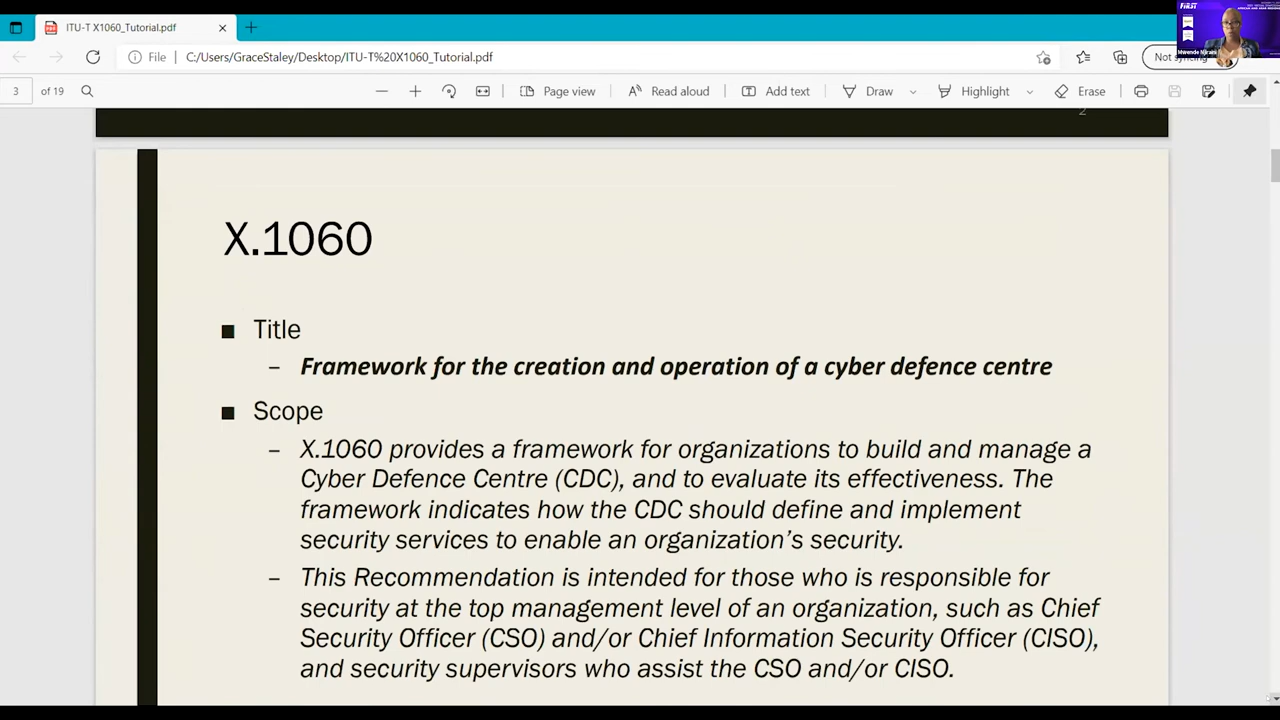 ITU-T X1060_Tutorial.pdf
File
C:/Users/GraceStaley/Desktop/ITU-T%20X1060_Tutorial.pdf
Not syncing
3
of 19
Page view
Read aloud
Add text
Draw
Highlight
Erase
FIRST
2
X.1060
Title
– Framework for the creation and operation of a cyber defence centre
Scope
– X.1060 provides a framework for organizations to build and manage a
Cyber Defence Centre (CDC), and to evaluate its effectiveness. The
framework indicates how the CDC should define and implement
security services to enable an organization's security.
– This Recommendation is intended for those who is responsible for
security at the top management level of an organization, such as Chief
Security Officer (CSO) and/or Chief Information Security Officer (CISO),
and security supervisors who assist the CSO and/or CISO.